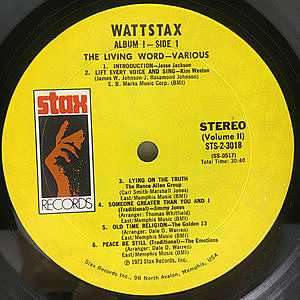 WATTSTAX
ALBUM I—SIDE 1
THE LIVING WORD—VARIOUS
1. INTRODUCTION—Jesse Jackson
2. LIFT EVERY VOICE AND SING—Kim Weston
(James W. Johnson-J. Rosamond Johnson)
E. B. Marks Music Corp. (BMI)
stax
RECORDS
STEREO
(Volume II)
STS-2-3018
(SS-0517)
Total Time: 30:40
3. LYING ON THE TRUTH
The Rance Allen Group
(Carl Smith-Marshall Jones)
East/Memphis Music (BMI)
4. SOMEONE GREATER THAN YOU AND I
(Traditional)—Jimmy Jones
(Arranger: Thomas Whitfield)
East/Memphis Music (BMI)
5. OLD TIME RELIGION—The Golden 13
(Arranger: Dale O. Warren)
East/Memphis Music (BMI)
6. PEACE BE STILL (Traditional)—The Emotions
(Arranger: Dale O. Warren)
East/Memphis Music (BMI)
℗ 1973 Stax Records, Inc.
Stax Records Inc., 98 North Avalon, Memphis, USA